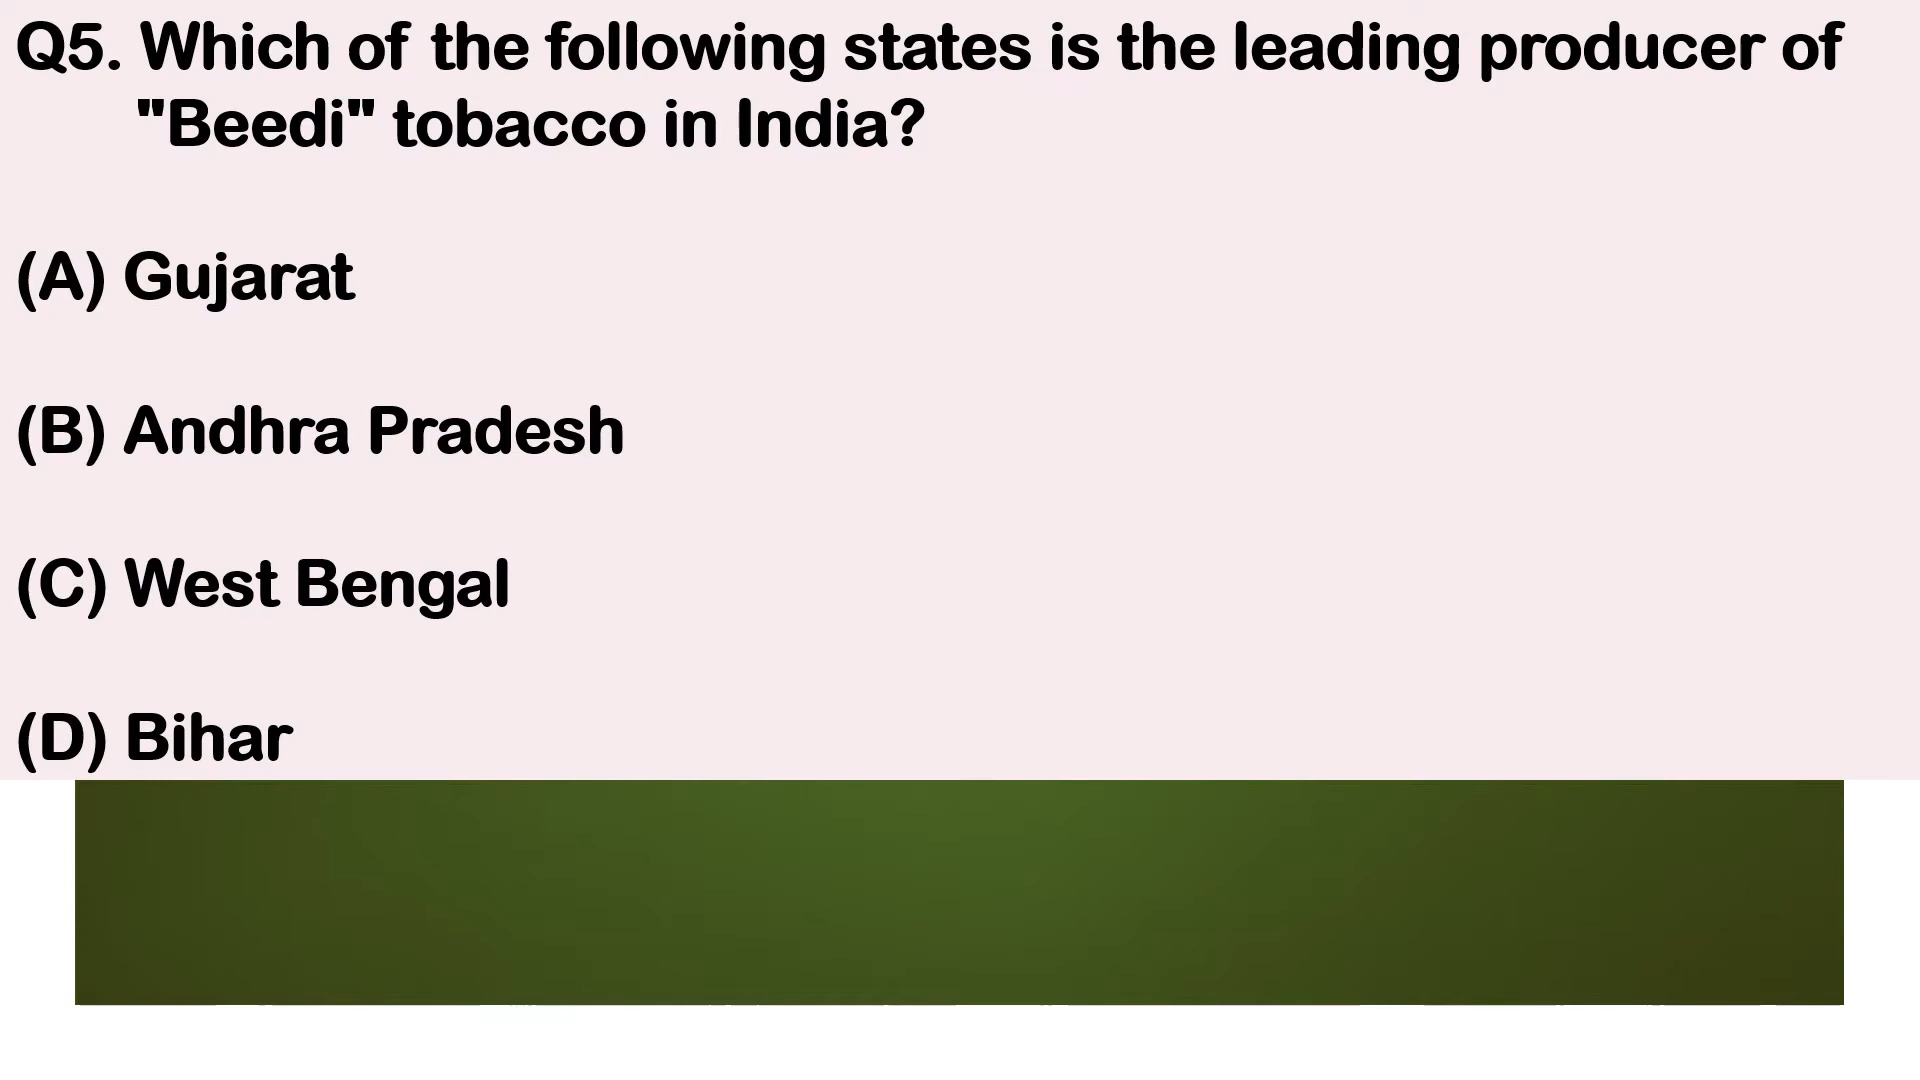 Q5. Which of the following states is the leading producer of
"Beedi" tobacco in India?
(A) Gujarat
(B) Andhra Pradesh
(C) West Bengal
(D) Bihar